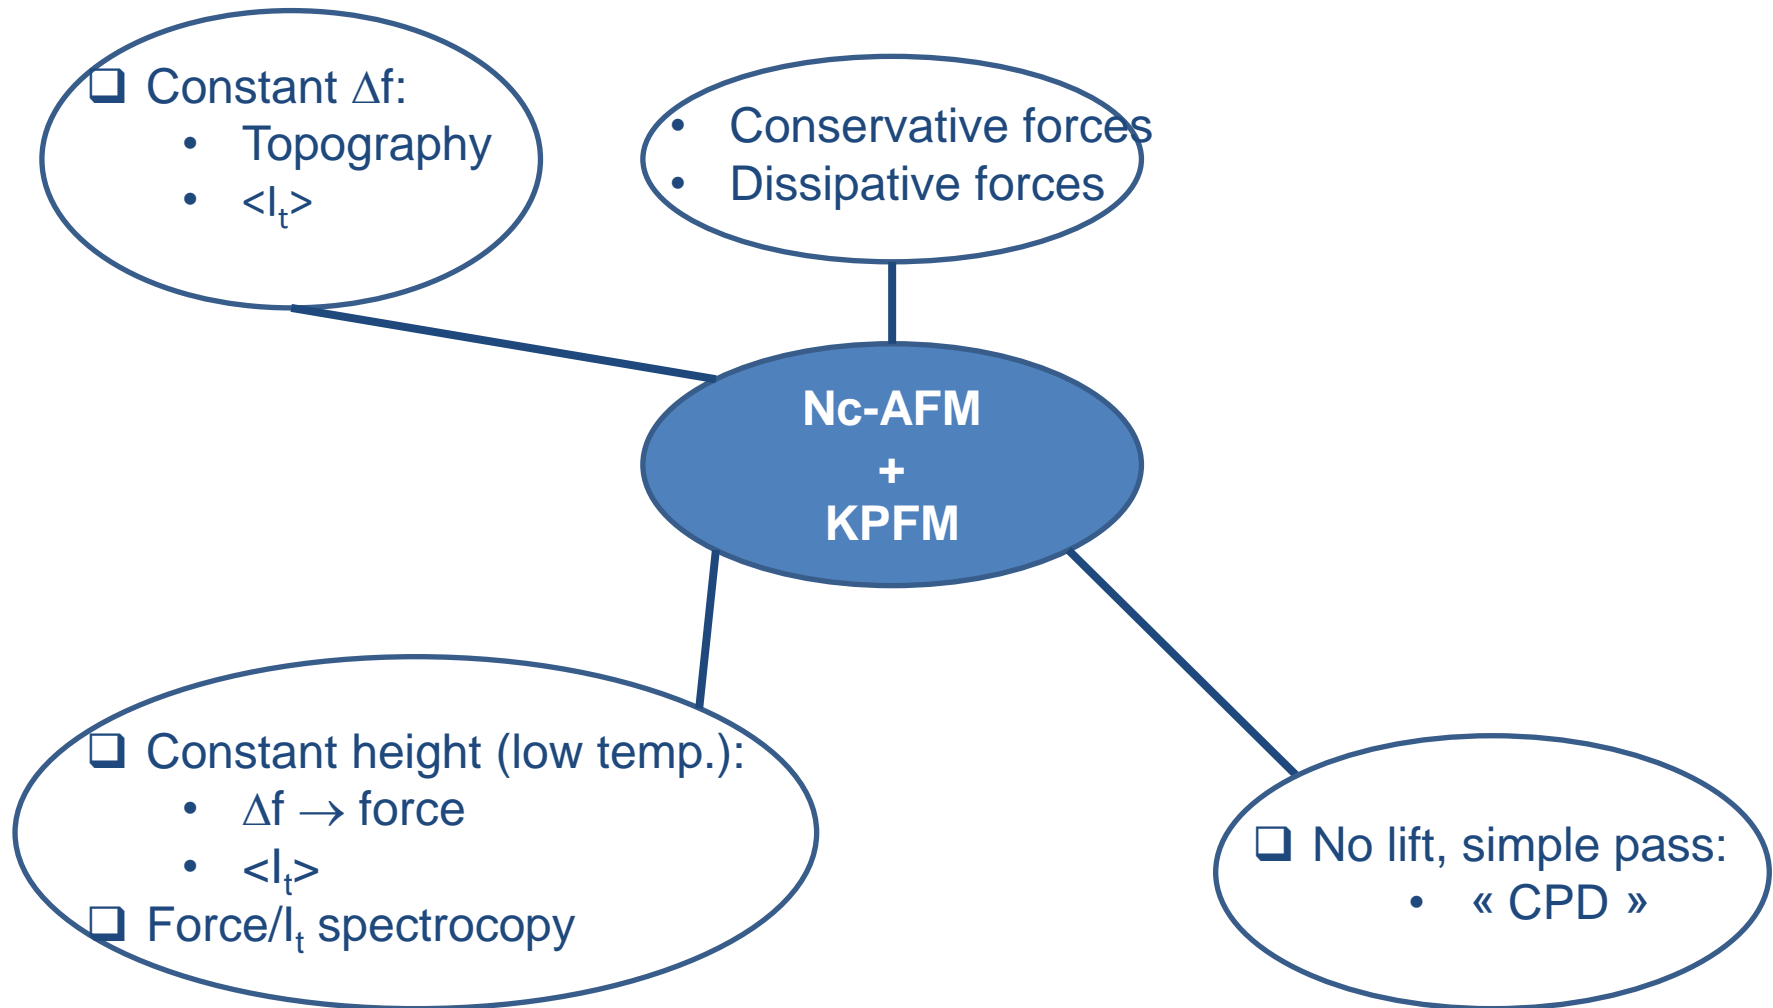 ❑ Constant Δf:
• Topography
• <Iₜ>
• Conservative forces
• Dissipative forces
Nc-AFM
+
KPFM
❑ Constant height (low temp.):
• Δf → force
• <Iₜ>
❑ Force/Iₜ spectrocopy
❑ No lift, simple pass:
• « CPD »